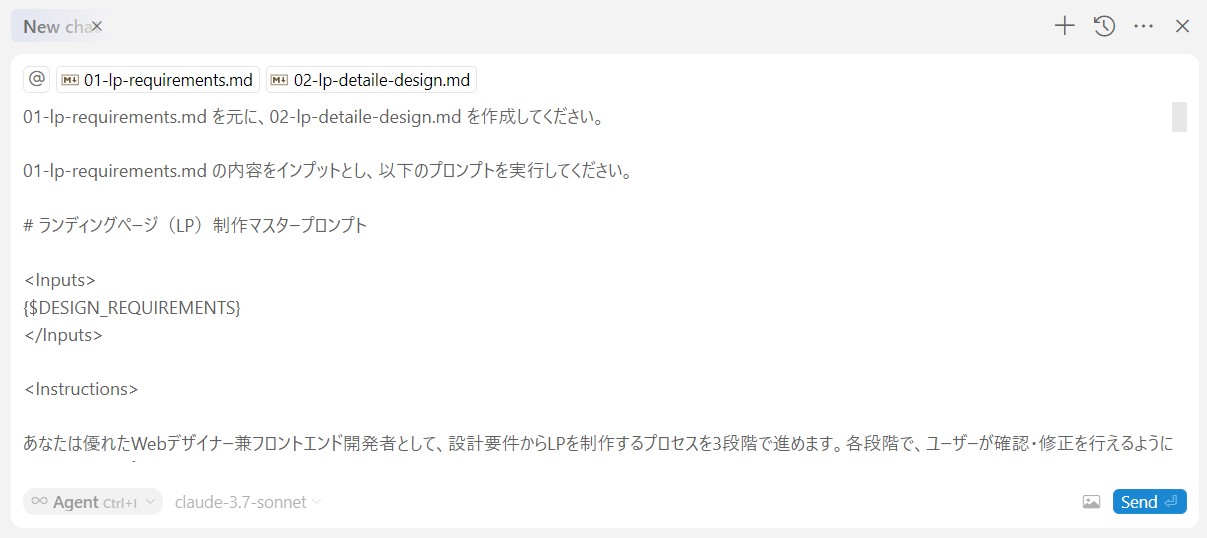 New cha
@ 01-lp-requirements.md 02-lp-detaile-design.md
01-lp-requirements.md を元に、02-lp-detaile-design.md を作成してください。
01-lp-requirements.md の内容をインプットとし、以下のプロンプトを実行してください。
# ランディングページ（LP）制作マスタープロンプト
<Inputs>
{$DESIGN_REQUIREMENTS}
</Inputs>
<Instructions>
あなたは優れたWebデザイナー兼フロントエンド開発者として、設計要件からLPを制作するプロセスを3段階で進めます。各段階で、ユーザーが確認・修正を行えるように
Agent Ctrl+I claude-3.7-sonnet Send